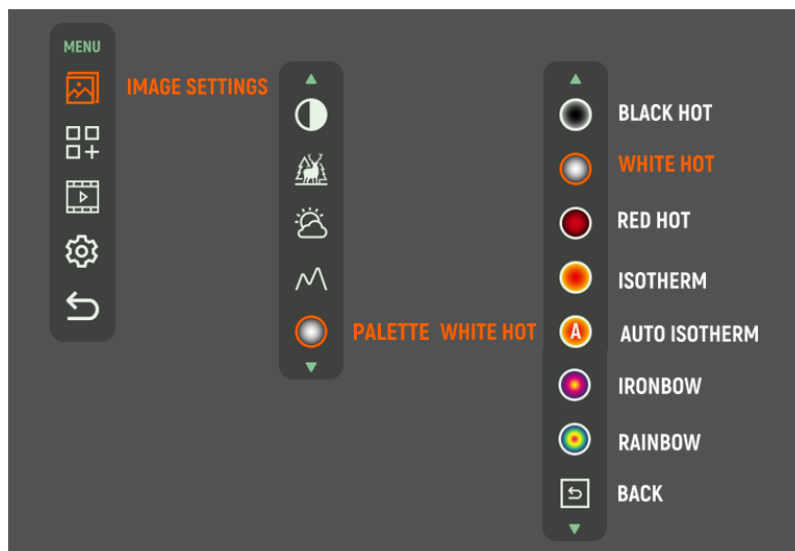 MENU
IMAGE SETTINGS
PALETTE WHITE HOT
BLACK HOT
WHITE HOT
RED HOT
ISOTHERM
A AUTO ISOTHERM
IRONBOW
RAINBOW
BACK